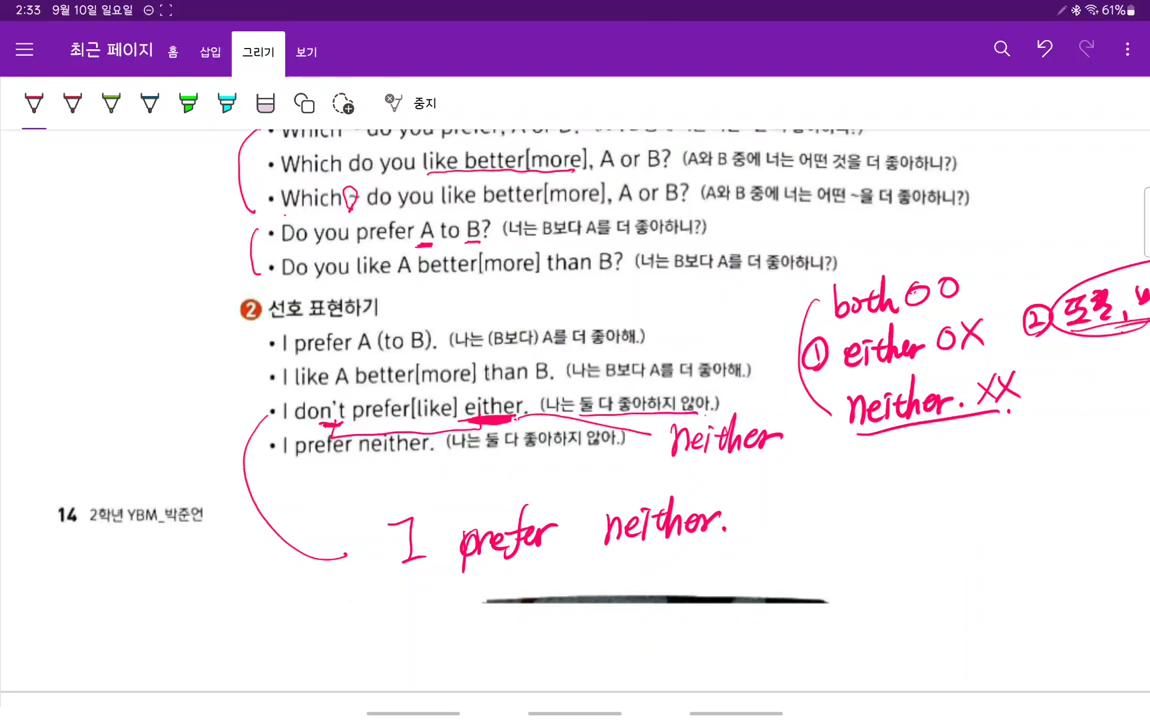 2:33 9월 10일 일요일 61%
최근 페이지 홈 삽입 그리기 보기
중지
• Which ~ do you prefer, A or B?
• Which do you like better[more], A or B? (A와 B 중에 너는 어떤 것을 더 좋아하니?)
• Which ~ do you like better[more], A or B? (A와 B 중에 너는 어떤 ~을 더 좋아하니?)
• Do you prefer A to B? (너는 B보다 A를 더 좋아하니?)
• Do you like A better[more] than B? (너는 B보다 A를 더 좋아하니?)
both OO
② 또한,
2 선호 표현하기
• I prefer A (to B). (나는 (B보다) A를 더 좋아해.)
① either OX
• I like A better[more] than B. (나는 B보다 A를 더 좋아해.)
neither. XX
• I don't prefer[like] either. (나는 둘 다 좋아하지 않아.)
neither
• I prefer neither. (나는 둘 다 좋아하지 않아.)
14 2학년 YBM_박준언
I prefer neither.